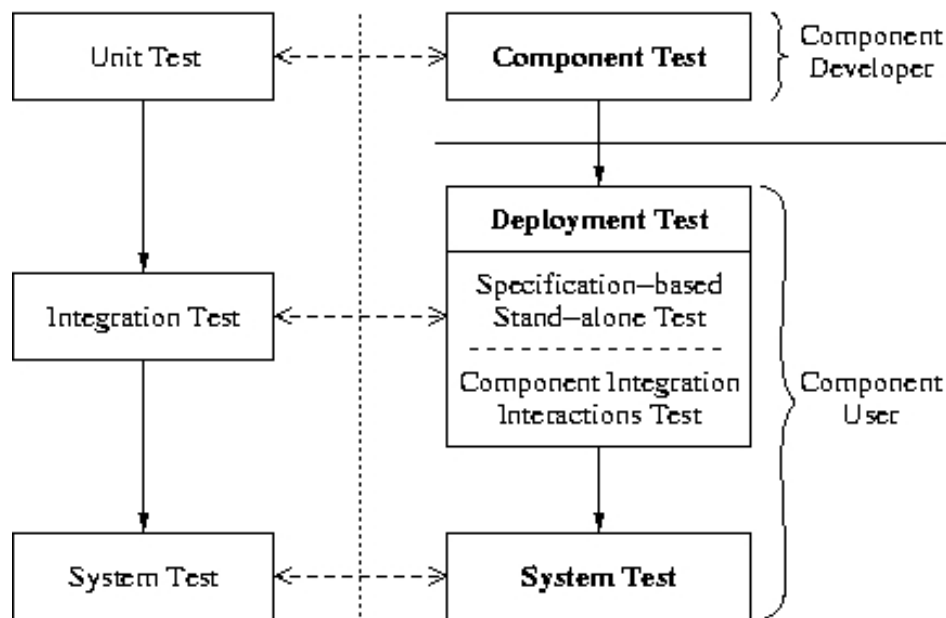 Unit Test
Component Test
Component
Developer
Deployment Test
Specification–based
Stand–alone Test
Integration Test
Component Integration
Interactions Test
Component
User
System Test
System Test